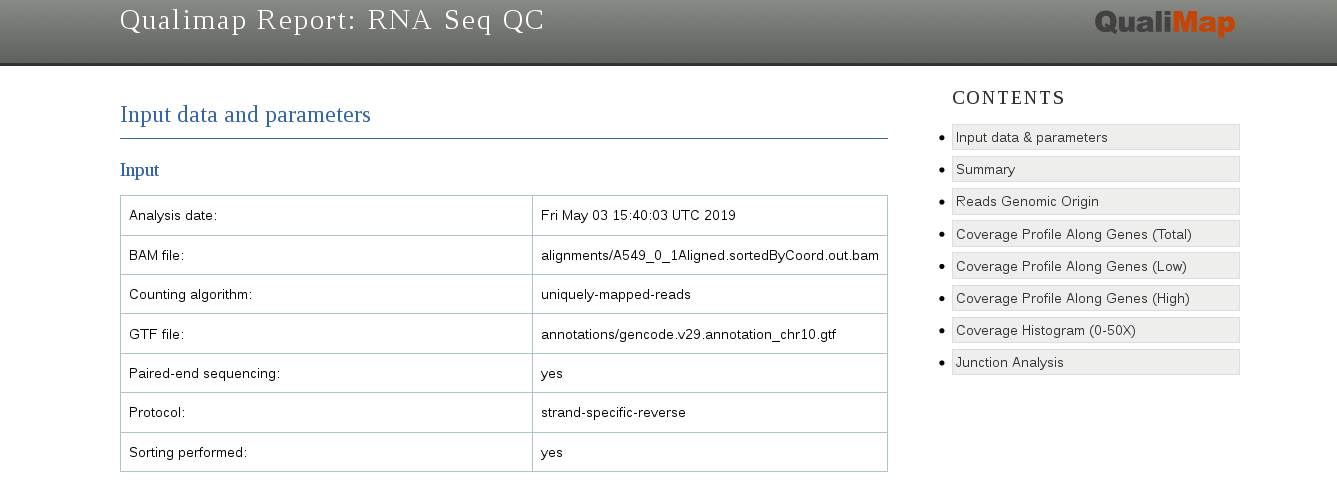 Qualimap Report: RNA Seq QC
QualiMap
Input data and parameters
Input
Analysis date: Fri May 03 15:40:03 UTC 2019
BAM file: alignments/A549_0_1Aligned.sortedByCoord.out.bam
Counting algorithm: uniquely-mapped-reads
GTF file: annotations/gencode.v29.annotation_chr10.gtf
Paired-end sequencing: yes
Protocol: strand-specific-reverse
Sorting performed: yes
CONTENTS
Input data & parameters
Summary
Reads Genomic Origin
Coverage Profile Along Genes (Total)
Coverage Profile Along Genes (Low)
Coverage Profile Along Genes (High)
Coverage Histogram (0-50X)
Junction Analysis